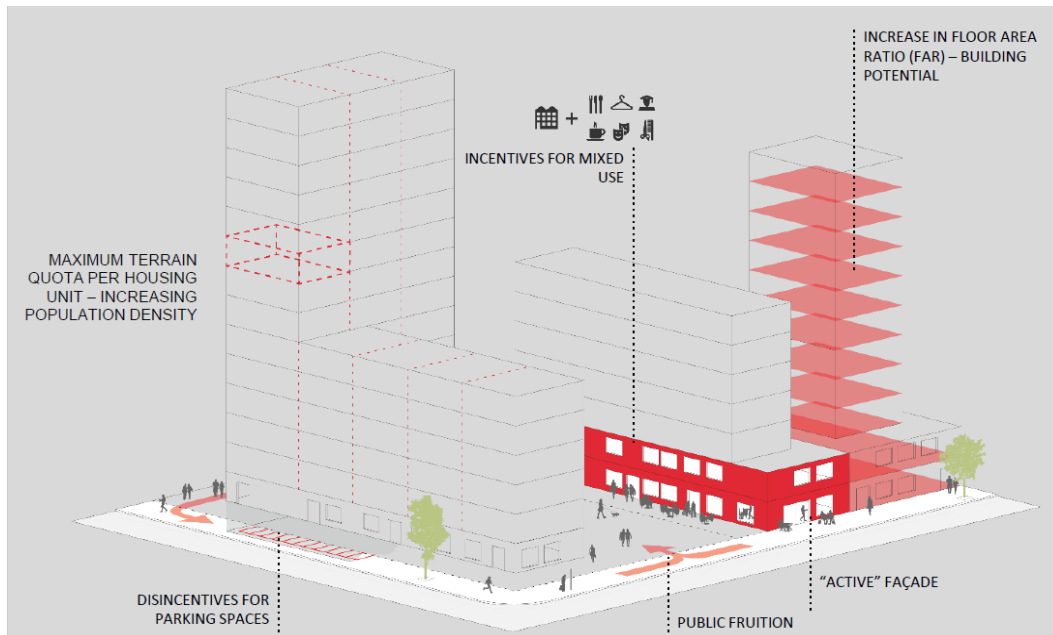 INCREASE IN FLOOR AREA
RATIO (FAR) – BUILDING
POTENTIAL
+
INCENTIVES FOR MIXED
USE
MAXIMUM TERRAIN
QUOTA PER HOUSING
UNIT – INCREASING
POPULATION DENSITY
"ACTIVE" FAÇADE
DISINCENTIVES FOR
PARKING SPACES
PUBLIC FRUITION